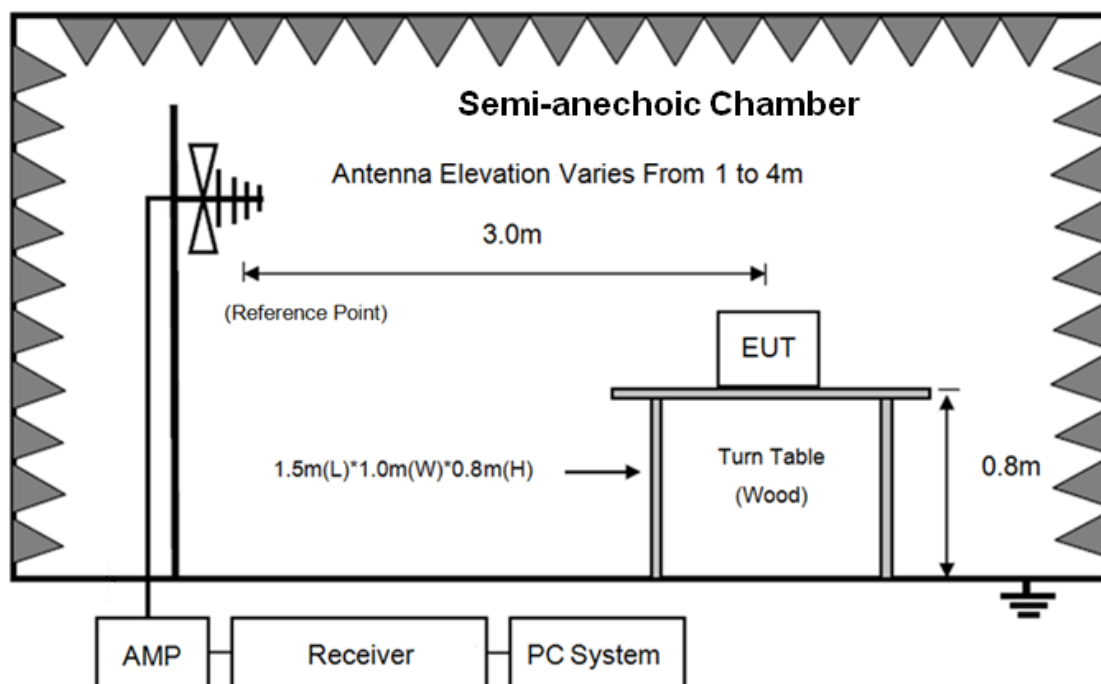 Semi-anechoic Chamber
Antenna Elevation Varies From 1 to 4m
3.0m
(Reference Point)
EUT
1.5m(L)*1.0m(W)*0.8m(H)
Turn Table
(Wood)
0.8m
AMP
Receiver
PC System